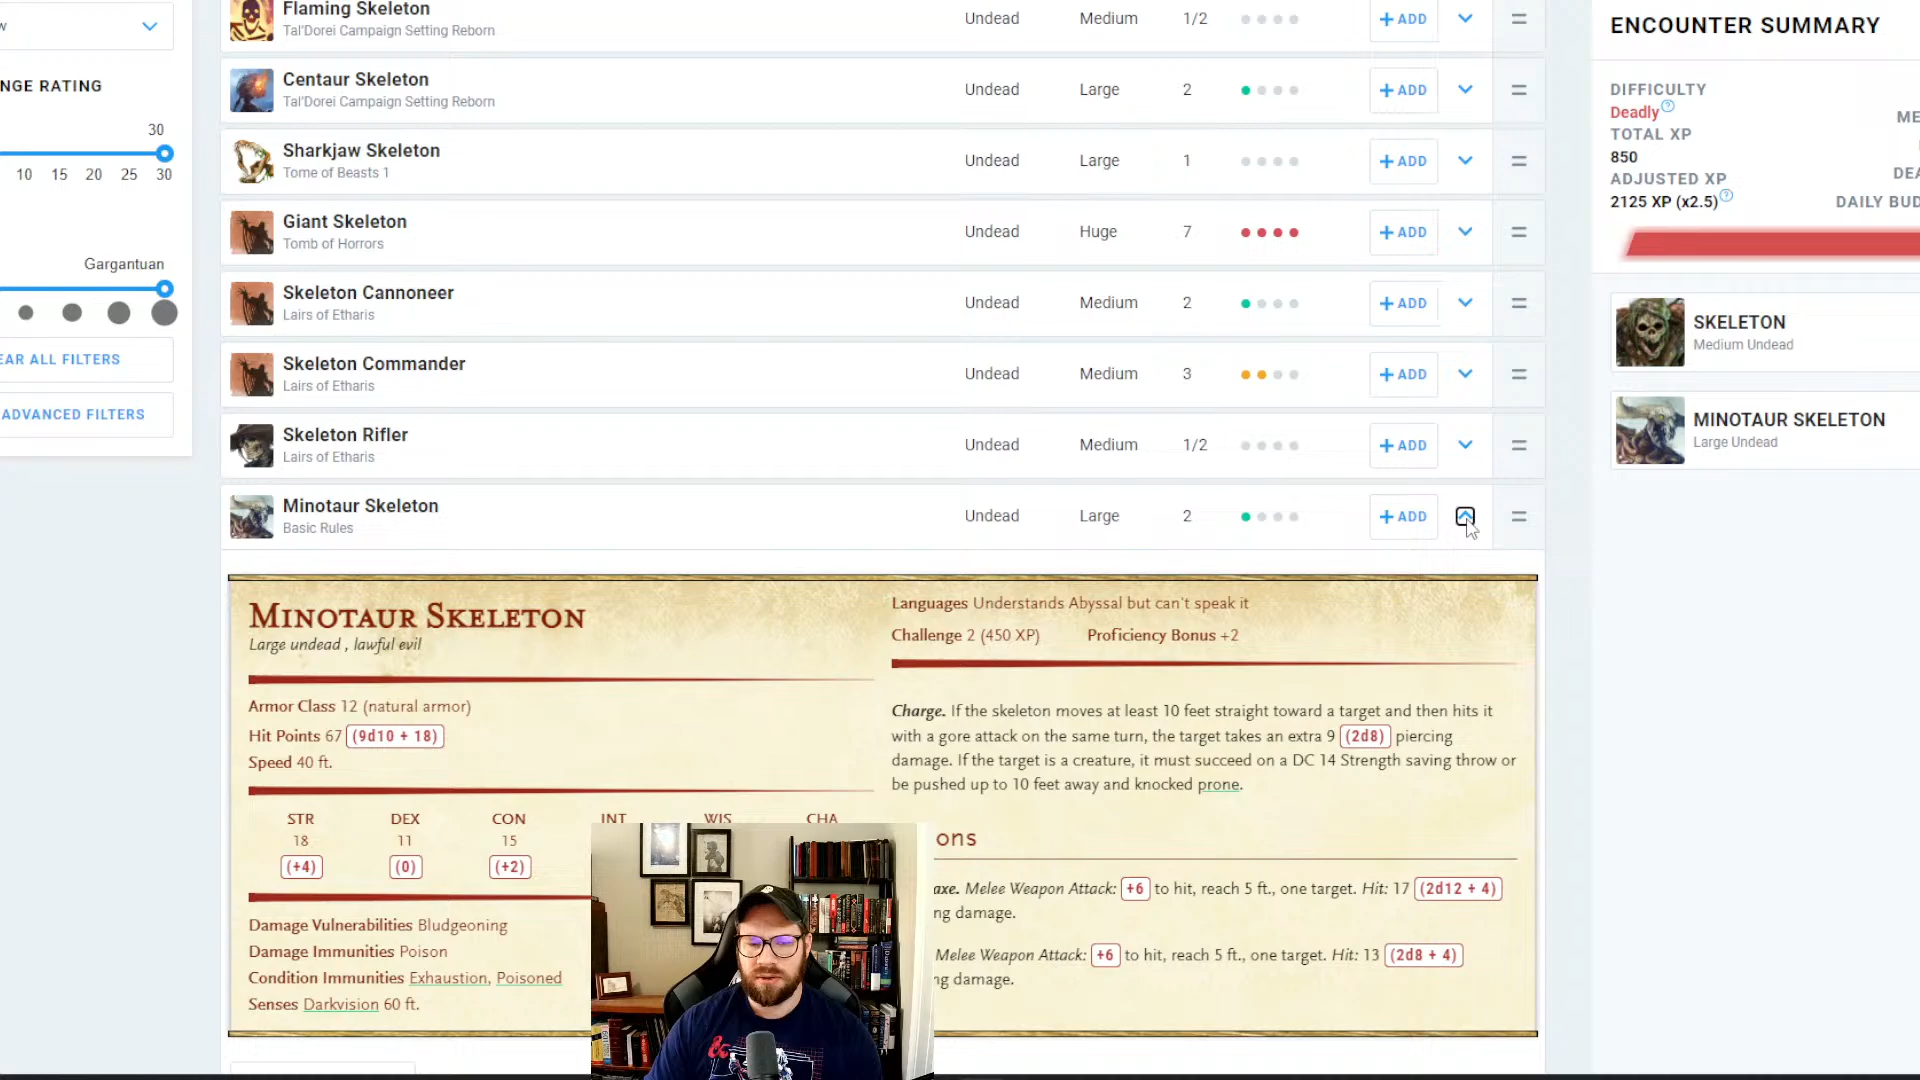 w
NGE RATING
30
10 15 20 25 30
Gargantuan
EAR ALL FILTERS
ADVANCED FILTERS
Flaming Skeleton
Tal'Dorei Campaign Setting Reborn
Undead Medium 1/2 + ADD
Centaur Skeleton
Tal'Dorei Campaign Setting Reborn
Undead Large 2 + ADD
Sharkjaw Skeleton
Tome of Beasts 1
Undead Large 1 + ADD
Giant Skeleton
Tomb of Horrors
Undead Huge 7 + ADD
Skeleton Cannoneer
Lairs of Etharis
Undead Medium 2 + ADD
Skeleton Commander
Lairs of Etharis
Undead Medium 3 + ADD
Skeleton Rifler
Lairs of Etharis
Undead Medium 1/2 + ADD
Minotaur Skeleton
Basic Rules
Undead Large 2 + ADD
MINOTAUR SKELETON
Large undead , lawful evil
Armor Class 12 (natural armor)
Hit Points 67 (9d10 + 18)
Speed 40 ft.
STR DEX CON INT WIS CHA
18 11 15
(+4) (0) (+2)
Damage Vulnerabilities Bludgeoning
Damage Immunities Poison
Condition Immunities Exhaustion, Poisoned
Senses Darkvision 60 ft.
Languages Understands Abyssal but can't speak it
Challenge 2 (450 XP) Proficiency Bonus +2
Charge. If the skeleton moves at least 10 feet straight toward a target and then hits it
with a gore attack on the same turn, the target takes an extra 9 (2d8) piercing
damage. If the target is a creature, it must succeed on a DC 14 Strength saving throw or
be pushed up to 10 feet away and knocked prone.
ons
axe. Melee Weapon Attack: +6 to hit, reach 5 ft., one target. Hit: 17 (2d12 + 4)
ng damage.
Melee Weapon Attack: +6 to hit, reach 5 ft., one target. Hit: 13 (2d8 + 4)
ng damage.
ENCOUNTER SUMMARY
DIFFICULTY
Deadly ?
TOTAL XP
850
ADJUSTED XP
2125 XP (x2.5) ?
ME
DEA
DAILY BUD
SKELETON
Medium Undead
MINOTAUR SKELETON
Large Undead